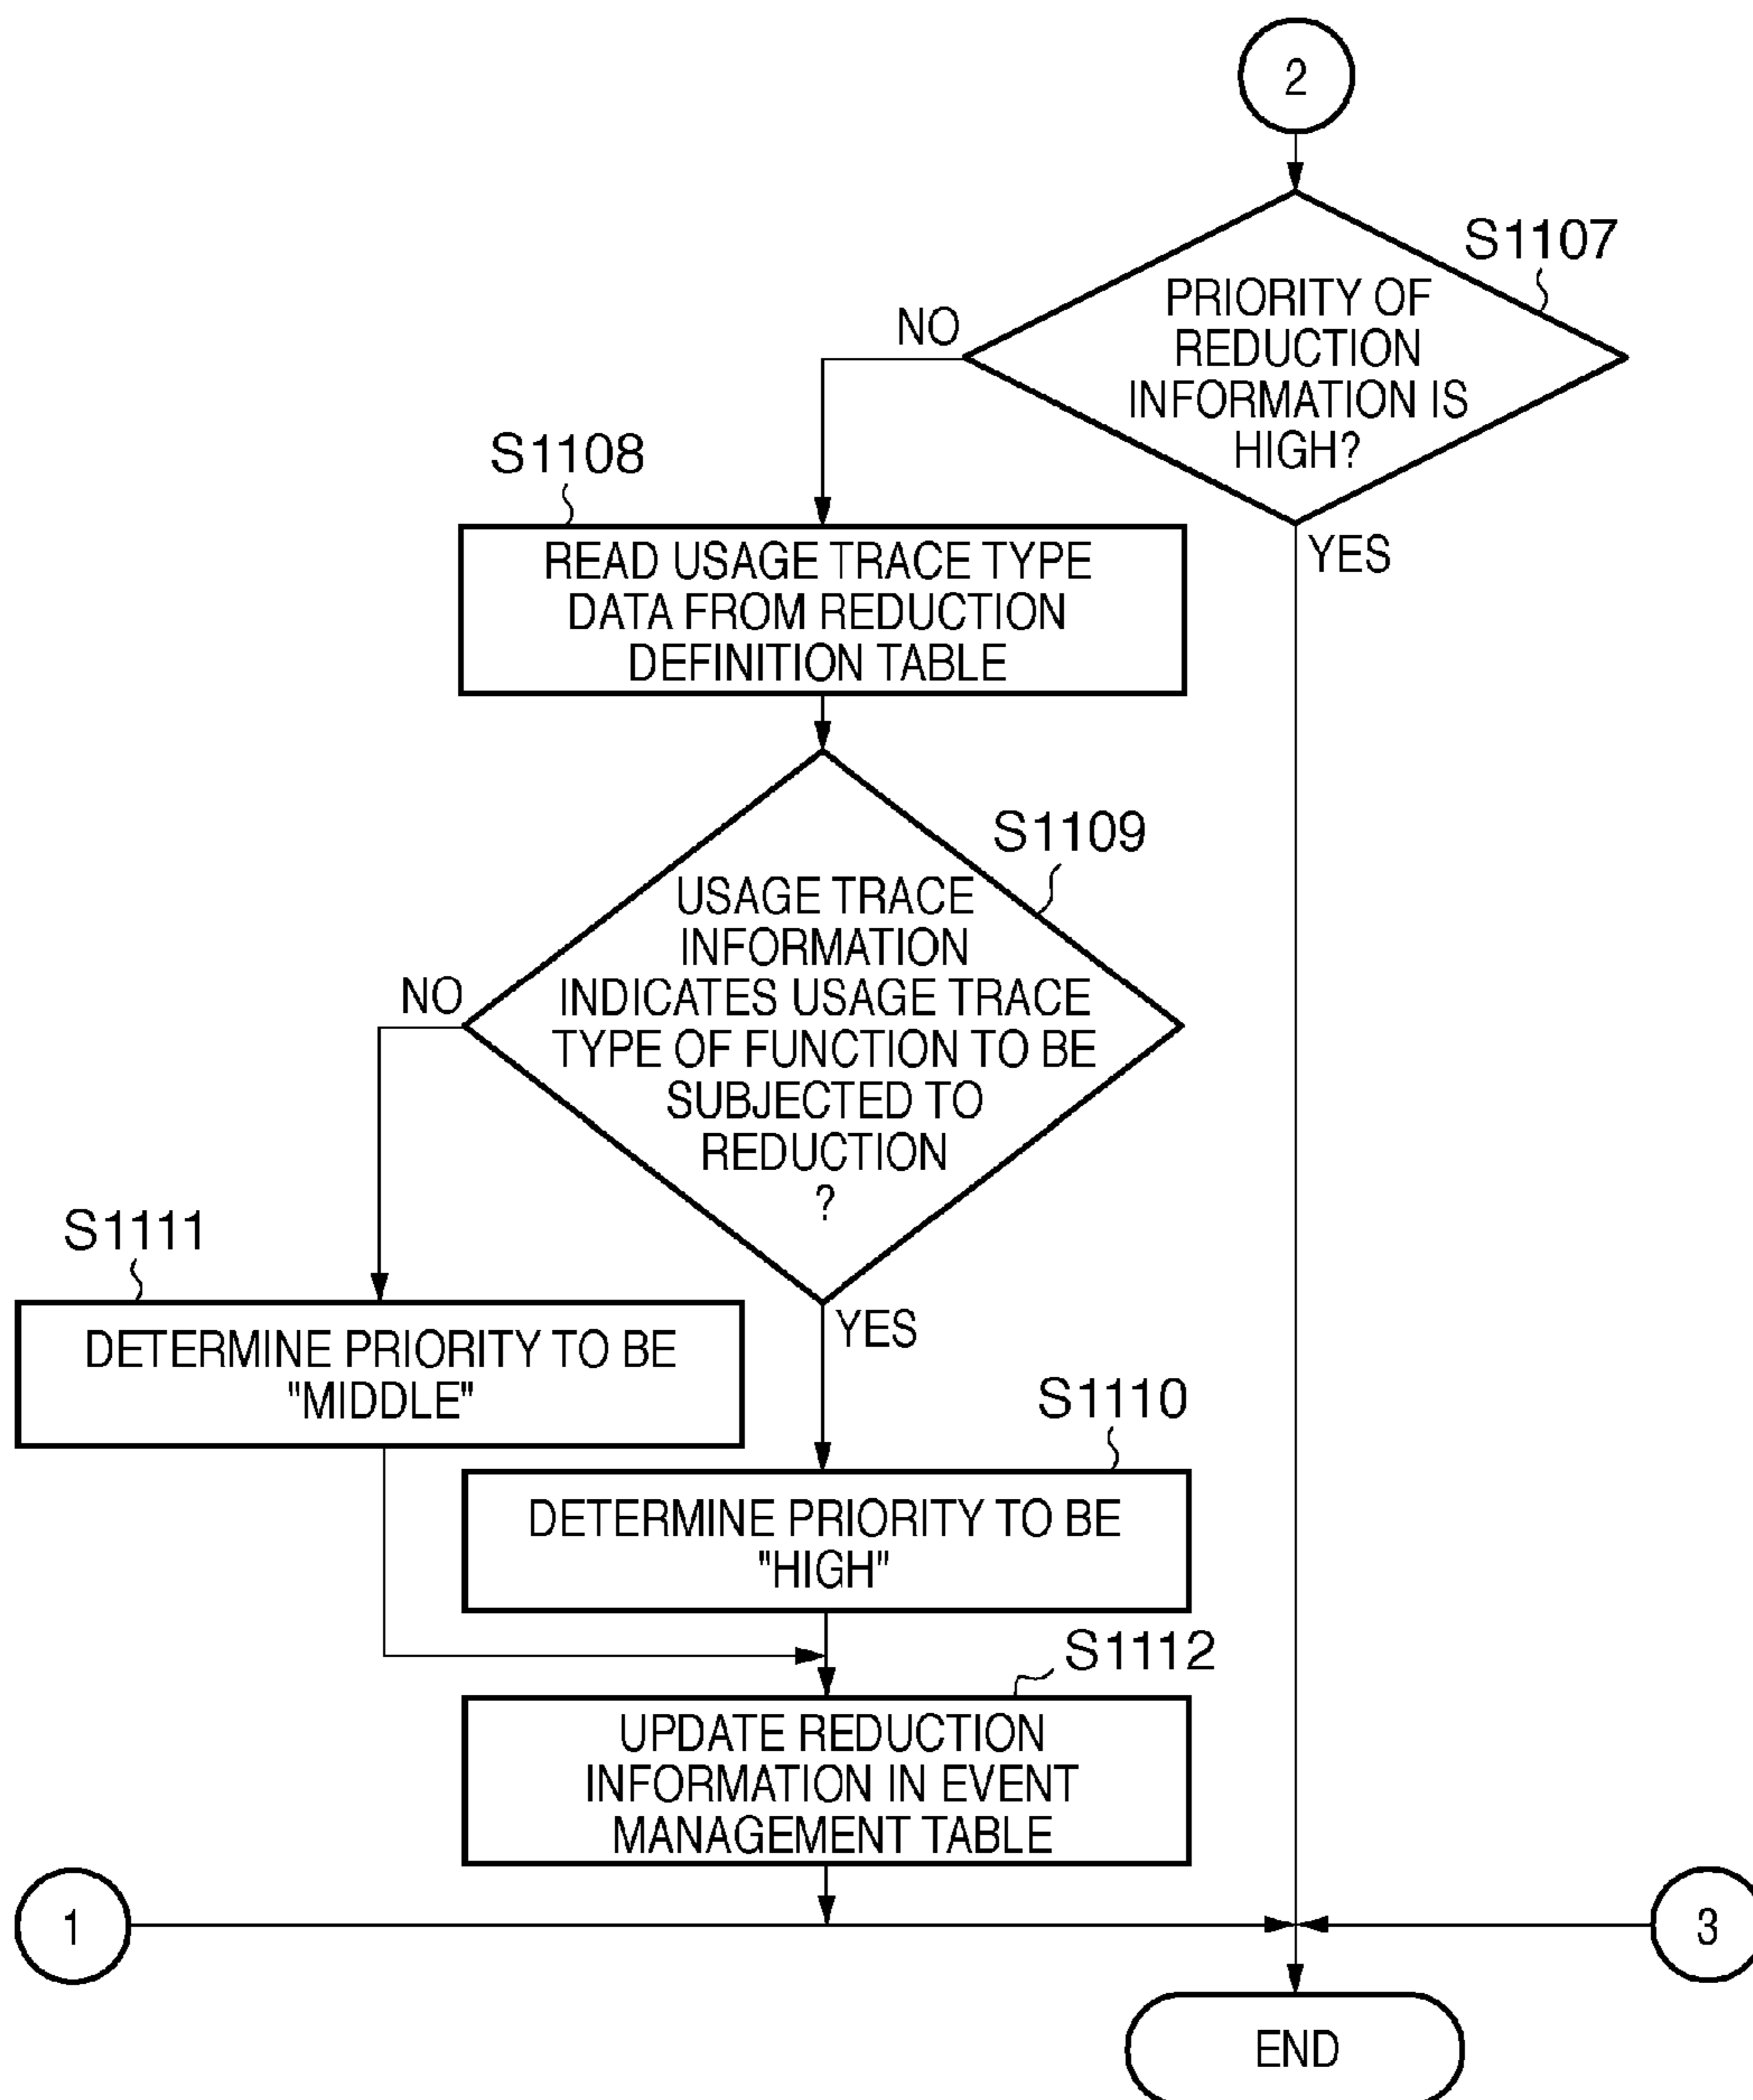 2
S1107
PRIORITY OF
REDUCTION
INFORMATION IS
HIGH?
NO
YES
S1108
READ USAGE TRACE TYPE
DATA FROM REDUCTION
DEFINITION TABLE
S1109
USAGE TRACE
INFORMATION
INDICATES USAGE TRACE
TYPE OF FUNCTION TO BE
SUBJECTED TO
REDUCTION
?
NO
YES
S1111
DETERMINE PRIORITY TO BE
"MIDDLE"
S1110
DETERMINE PRIORITY TO BE
"HIGH"
S1112
UPDATE REDUCTION
INFORMATION IN EVENT
MANAGEMENT TABLE
1
3
END